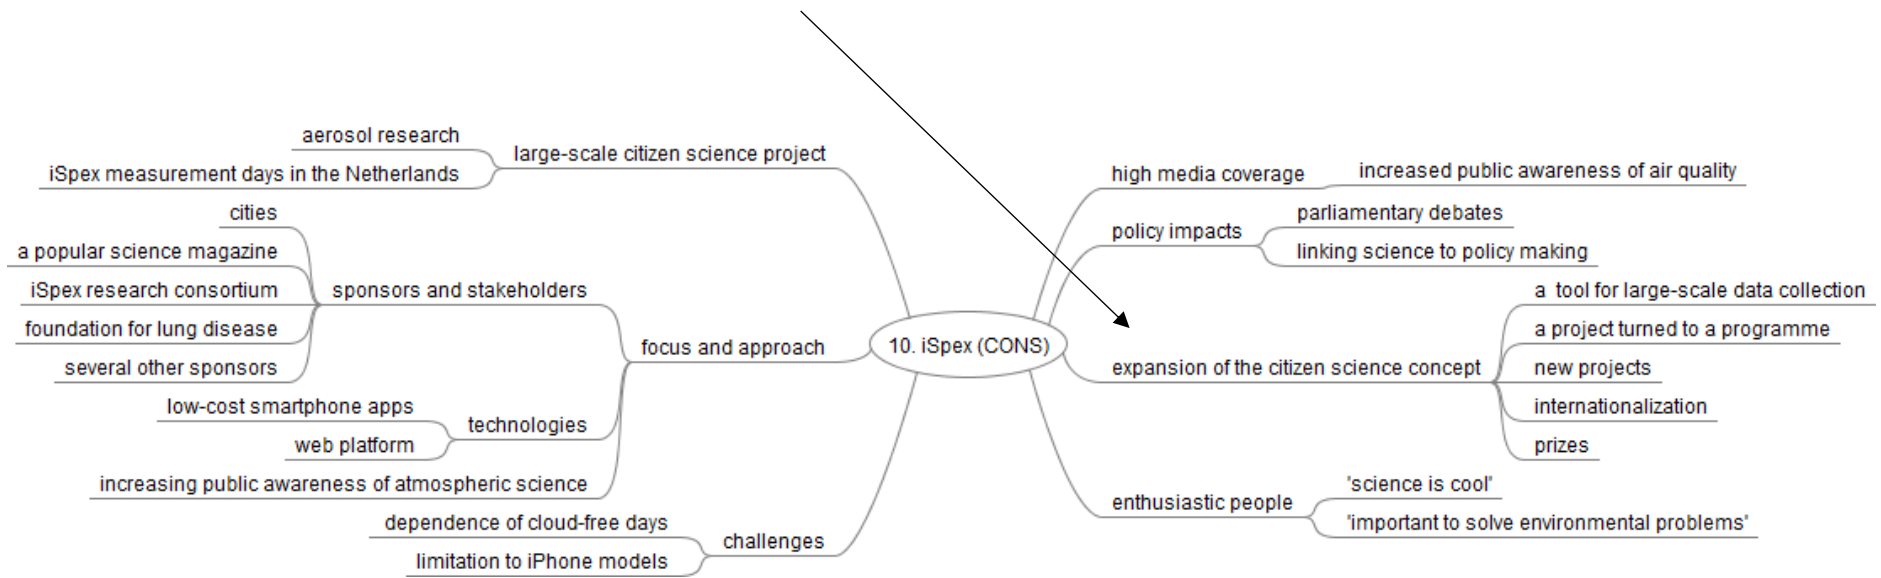 aerosol research
iSpex measurement days in the Netherlands
large-scale citizen science project
cities
a popular science magazine
iSpex research consortium
foundation for lung disease
several other sponsors
sponsors and stakeholders
low-cost smartphone apps
web platform
technologies
increasing public awareness of atmospheric science
focus and approach
dependence of cloud-free days
limitation to iPhone models
challenges
10. iSpex (CONS)
high media coverage
increased public awareness of air quality
policy impacts
parliamentary debates
linking science to policy making
expansion of the citizen science concept
a tool for large-scale data collection
a project turned to a programme
new projects
internationalization
prizes
enthusiastic people
'science is cool'
'important to solve environmental problems'